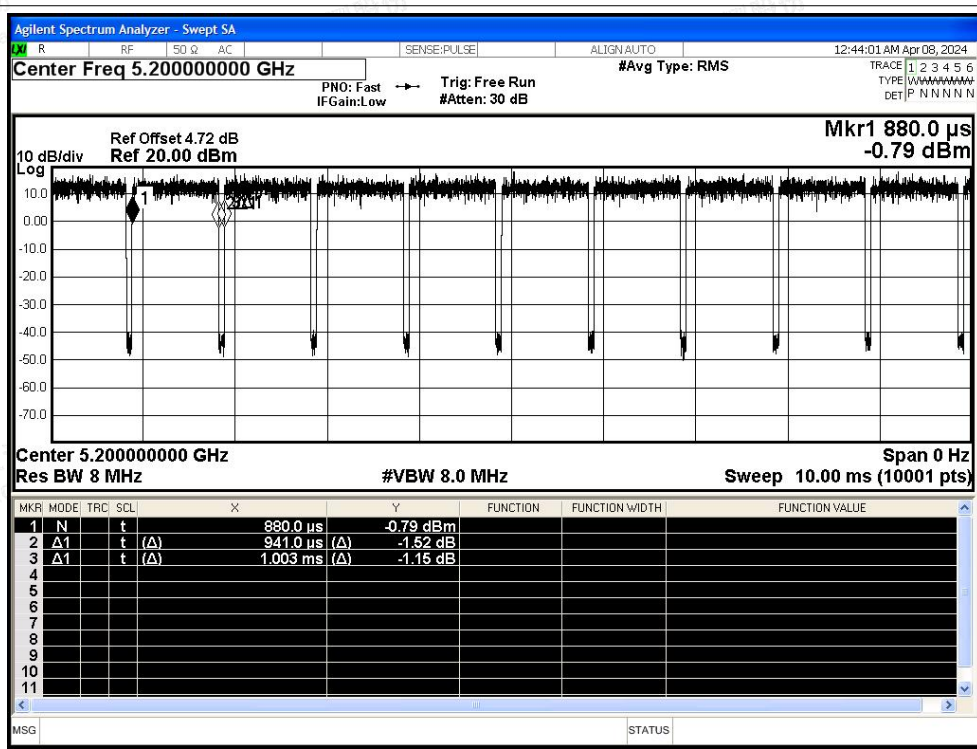 Agilent Spectrum Analyzer - Swept SA
LXI R RF 50 Ω AC SENSE:PULSE ALIGN AUTO 12:44:01 AM Apr 08, 2024
Center Freq 5.200000000 GHz #Avg Type: RMS TRACE 1 2 3 4 5 6
PNO: Fast Trig: Free Run TYPE
IFGain:Low #Atten: 30 dB DET P N N N N N
Mkr1 880.0 µs
Ref Offset 4.72 dB
10 dB/div Ref 20.00 dBm -0.79 dBm
Log
10.0
1
0.00
-10.0
-20.0
-30.0
-40.0
-50.0
-60.0
-70.0
Center 5.200000000 GHz Span 0 Hz
Res BW 8 MHz #VBW 8.0 MHz Sweep 10.00 ms (10001 pts)
MKR MODE TRC SCL X Y FUNCTION FUNCTION WIDTH FUNCTION VALUE
1 N t 880.0 µs -0.79 dBm
2 Δ1 t (Δ) 941.0 µs (Δ) -1.52 dB
3 Δ1 t (Δ) 1.003 ms (Δ) -1.15 dB
4
5
6
7
8
9
10
11
MSG STATUS